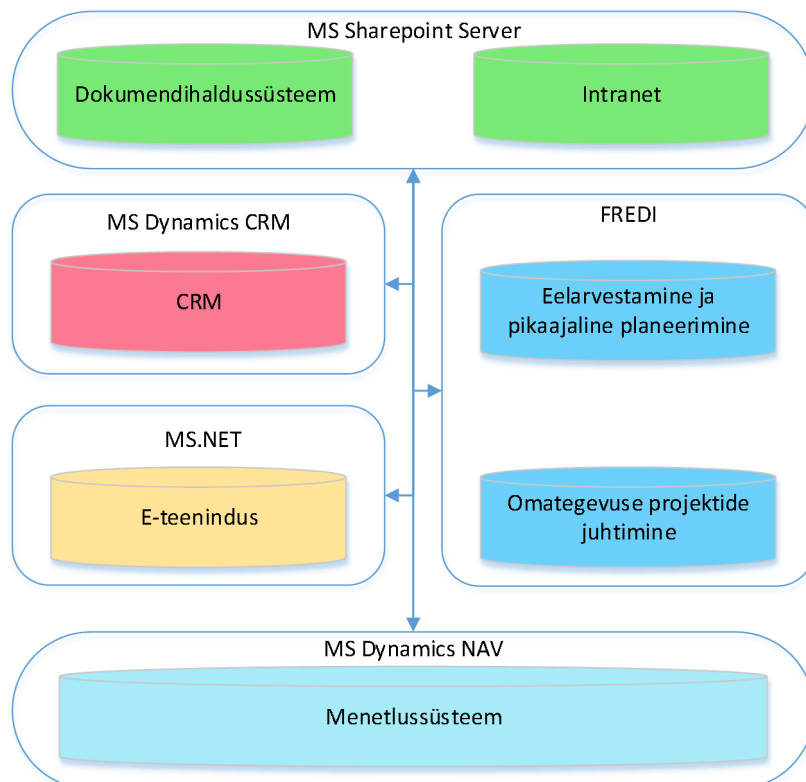 MS Sharepoint Server
Dokumendihaldussüsteem
Intranet
MS Dynamics CRM
CRM
FREDI
Eelarvestamine ja
pikaajaline planeerimine
MS.NET
E-teenindus
Omategevuse projektide
juhtimine
MS Dynamics NAV
Menetlussüsteem